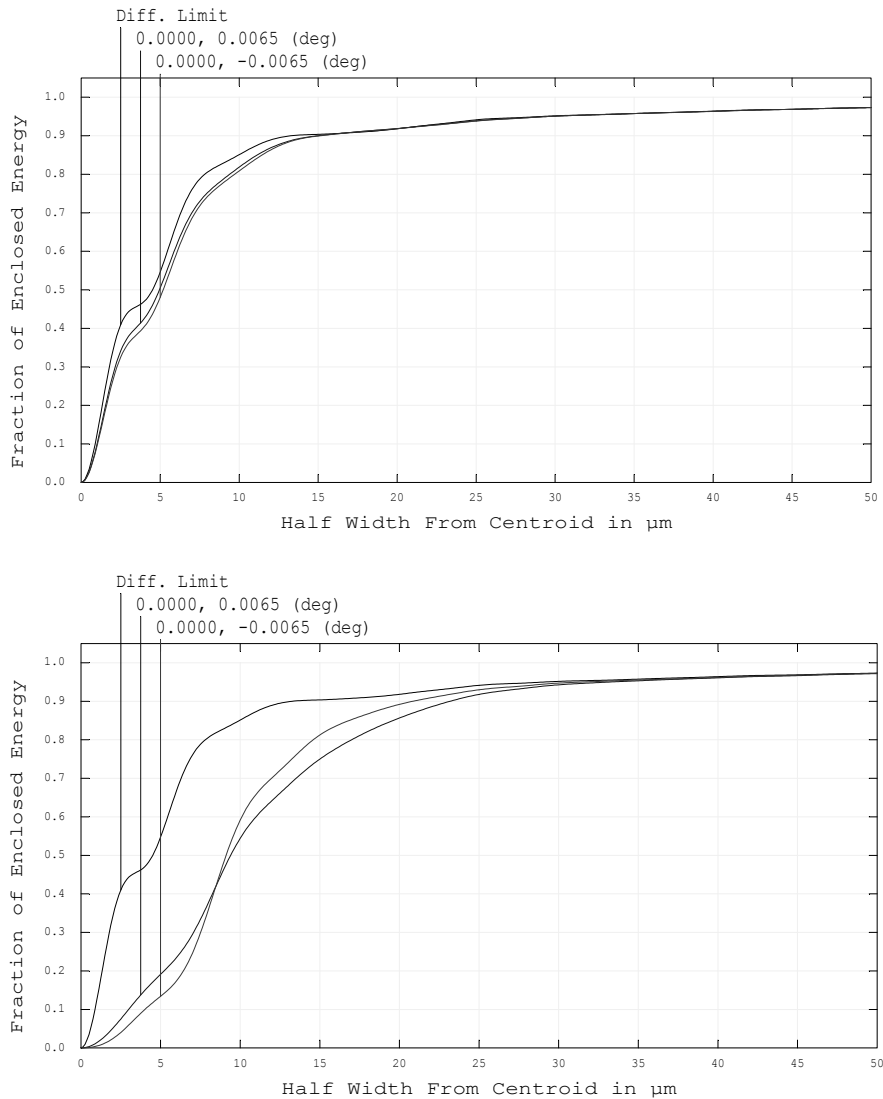 Diff. Limit
0.0000, 0.0065 (deg)
0.0000, -0.0065 (deg)
1.0
0.9
0.8
0.7
0.6
0.5
0.4
0.3
0.2
0.1
0.0
Fraction of Enclosed Energy
0 5 10 15 20 25 30 35 40 45 50
Half Width From Centroid in µm
Diff. Limit
0.0000, 0.0065 (deg)
0.0000, -0.0065 (deg)
1.0
0.9
0.8
0.7
0.6
0.5
0.4
0.3
0.2
0.1
0.0
Fraction of Enclosed Energy
0 5 10 15 20 25 30 35 40 45 50
Half Width From Centroid in µm